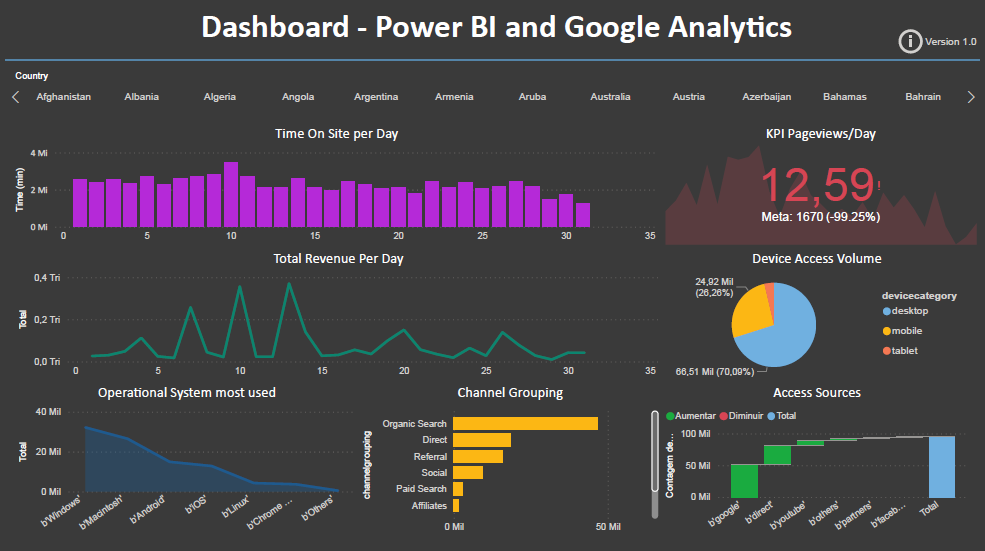 Dashboard - Power BI and Google Analytics
Version 1.0
Country
Afghanistan Albania Algeria Angola Argentina Armenia Aruba Australia Austria Azerbaijan Bahamas Bahrain
Time On Site per Day
Time (min)
4 Mi
2 Mi
0 Mi
0 5 10 15 20 25 30 35
KPI Pageviews/Day
12,59!
Meta: 1670 (-99.25%)
Total Revenue Per Day
Total
0,4 Tri
0,2 Tri
0,0 Tri
0 5 10 15 20 25 30 35
Device Access Volume
24,92 Mil
(26,26%)
66,51 Mil (70,09%)
devicecategory
desktop
mobile
tablet
Operational System most used
Total
40 Mil
20 Mil
0 Mil
b'Windows' b'Macintosh' b'Android' b'iOS' b'Linux' b'Chrome ... b'Others'
Channel Grouping
channelgrouping
Organic Search
Direct
Referral
Social
Paid Search
Affiliates
0 Mil 50 Mil
Access Sources
Aumentar Diminuir Total
Contagem de...
100 Mil
50 Mil
0 Mil
b'google' b'direct' b'youtube' b'others' b'partners' b'faceb... Total